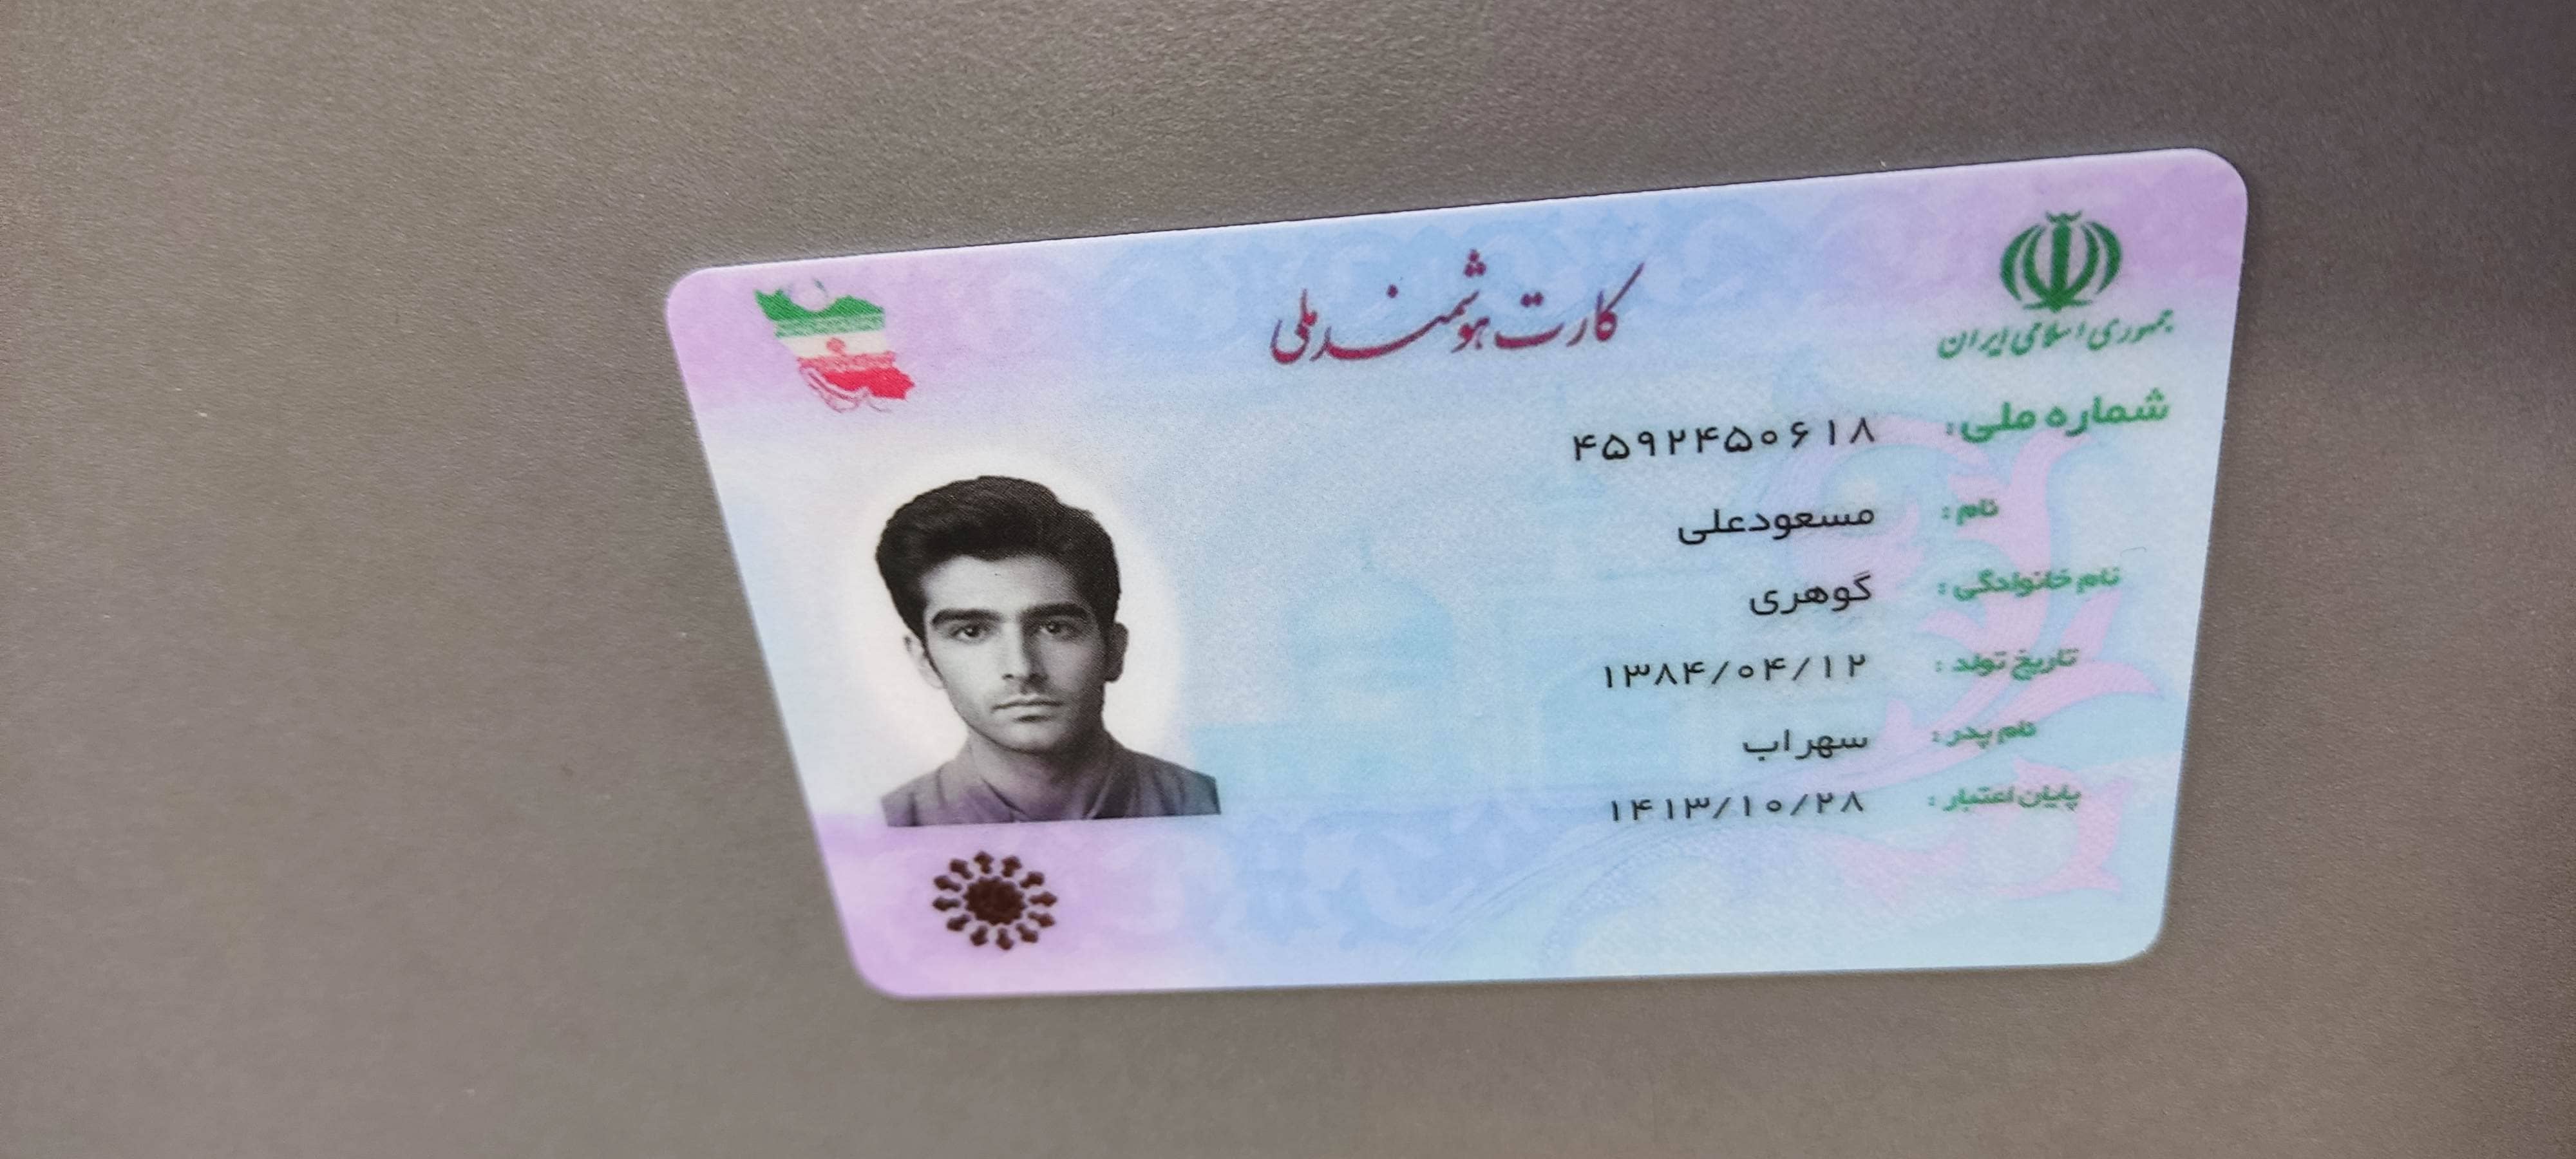 جمهوری اسلامی ایران
کارت هوشمند ملی
شماره ملی: ۴۵۹۲۴۵۰۶۱۸
نام: مسعودعلی
نام خانوادگی: گوهری
تاریخ تولد: ۱۳۸۴/۰۴/۱۲
نام پدر: سهراب
پایان اعتبار: ۱۴۱۳/۱۰/۲۸